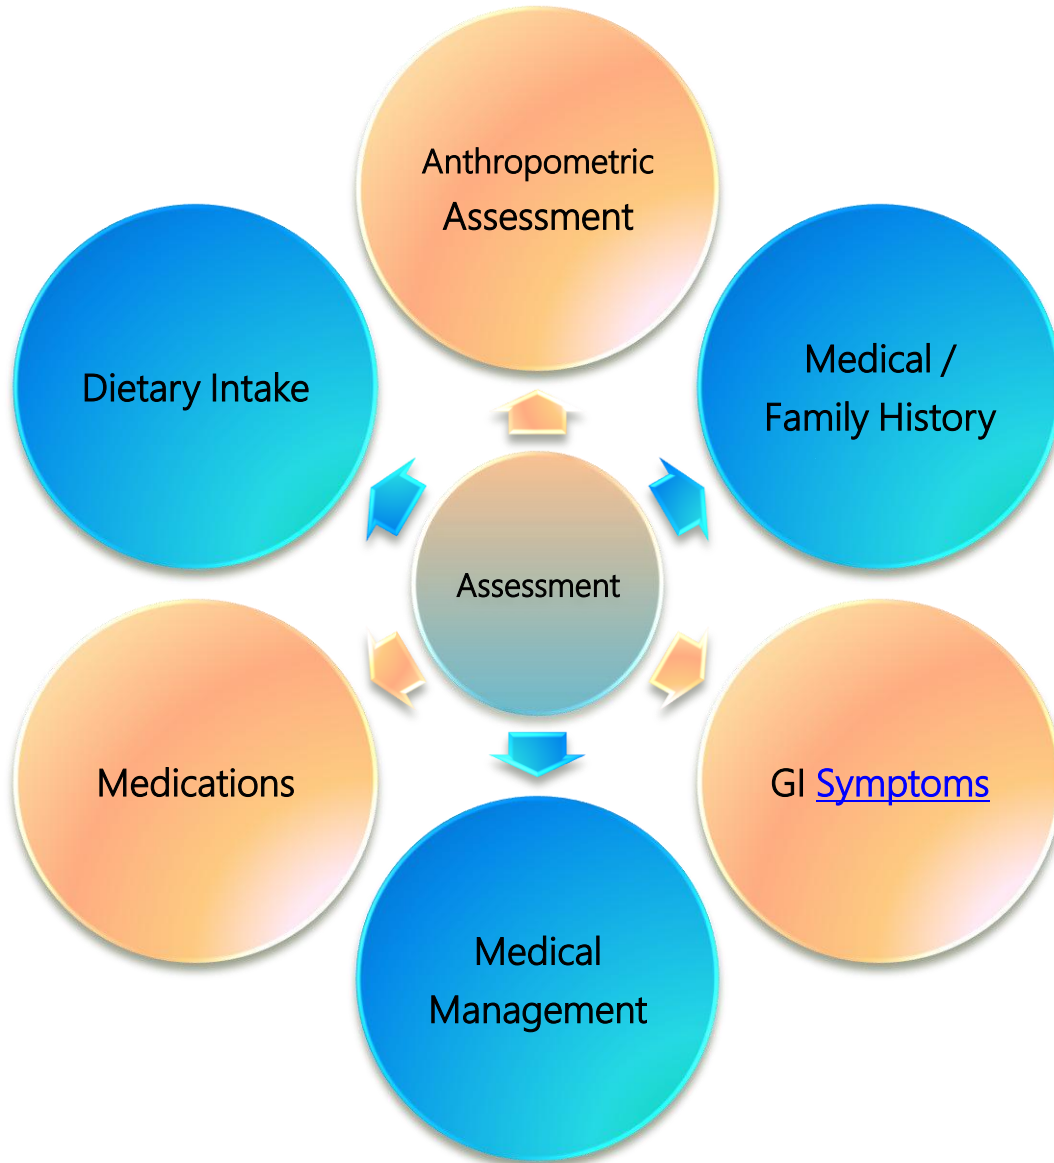 Anthropometric
Assessment
Medical /
Family History
Dietary Intake
Assessment
Medications
GI Symptoms
Medical
Management